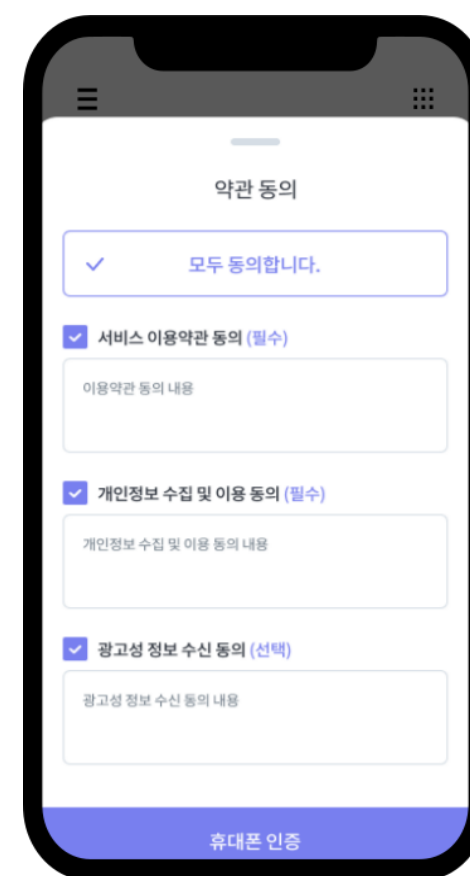 약관 동의
모두 동의합니다.
서비스 이용약관 동의 (필수)
이용약관 동의 내용
개인정보 수집 및 이용 동의 (필수)
개인정보 수집 및 이용 동의 내용
광고성 정보 수신 동의 (선택)
광고성 정보 수신 동의 내용
휴대폰 인증